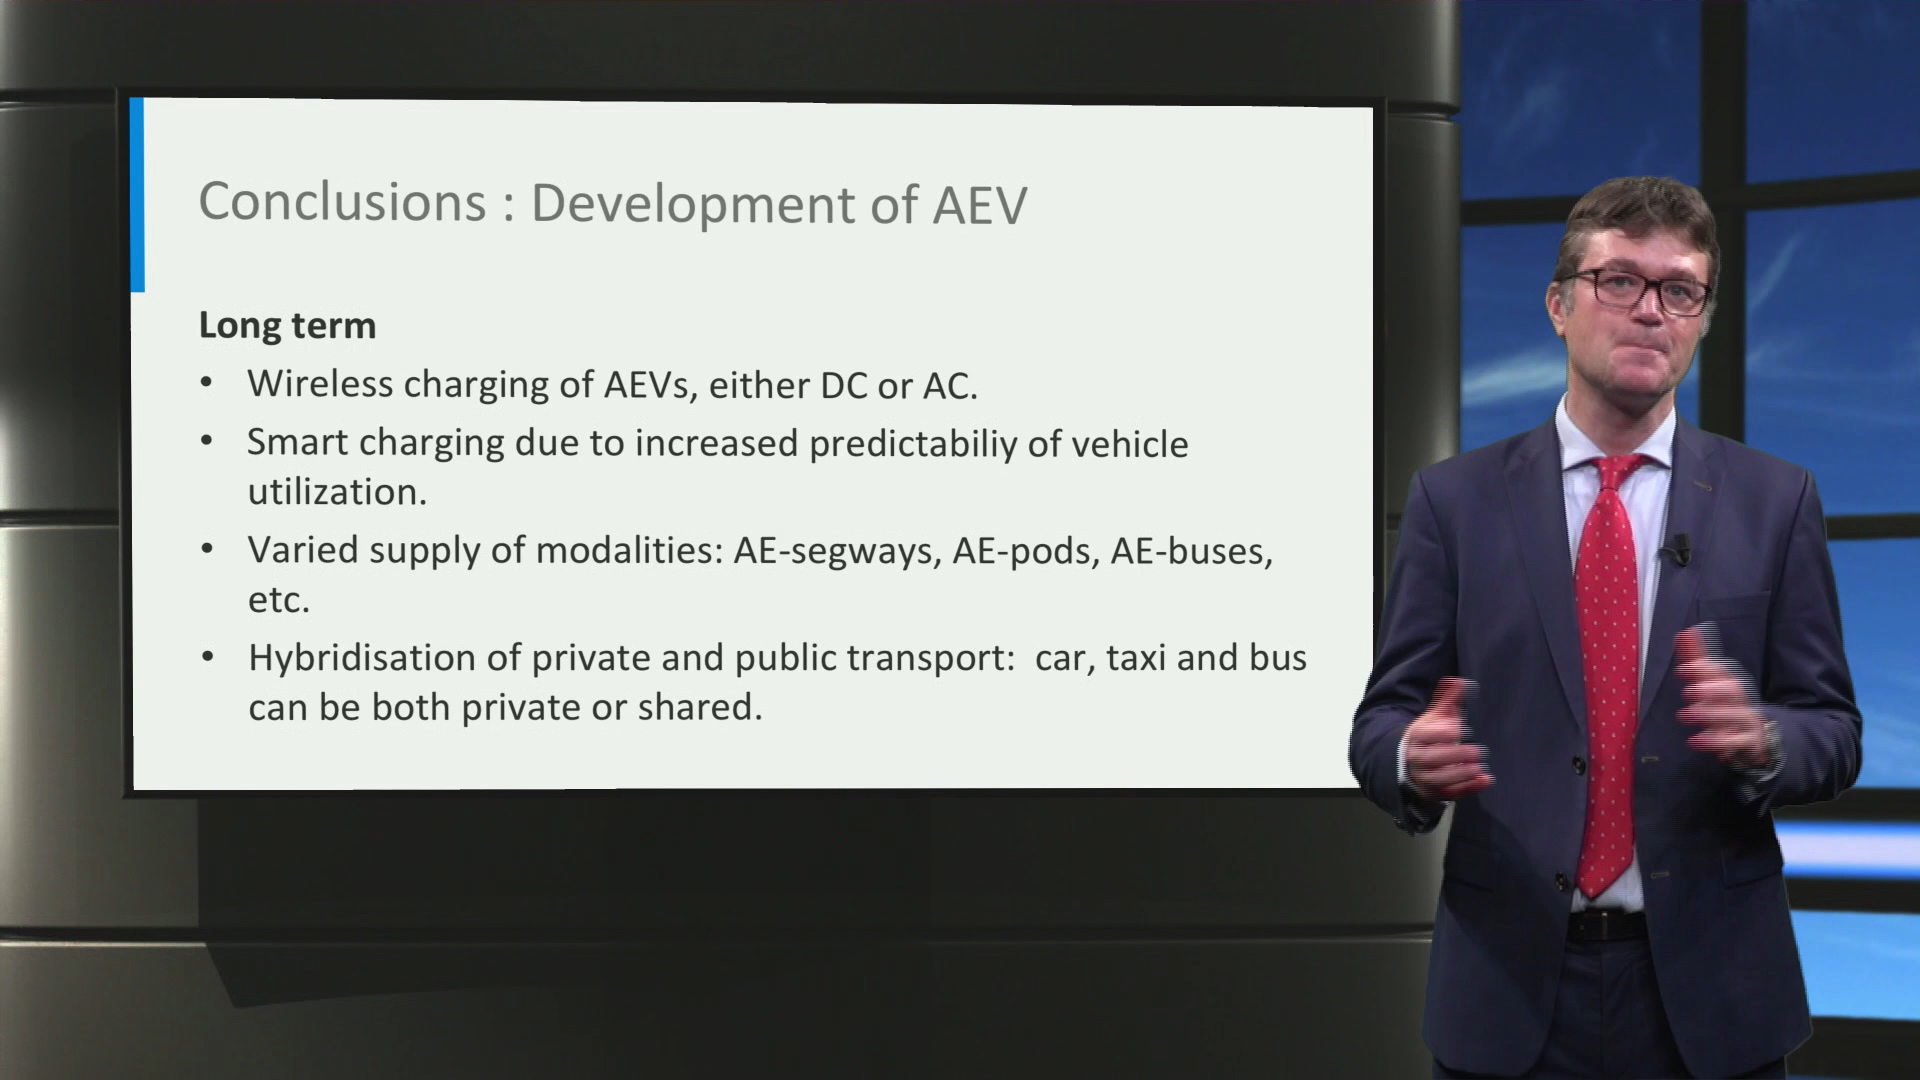 Conclusions : Development of AEV
Long term
• Wireless charging of AEVs, either DC or AC.
• Smart charging due to increased predictabiliy of vehicle
utilization.
• Varied supply of modalities: AE-segways, AE-pods, AE-buses,
etc.
• Hybridisation of private and public transport:  car, taxi and bus
can be both private or shared.